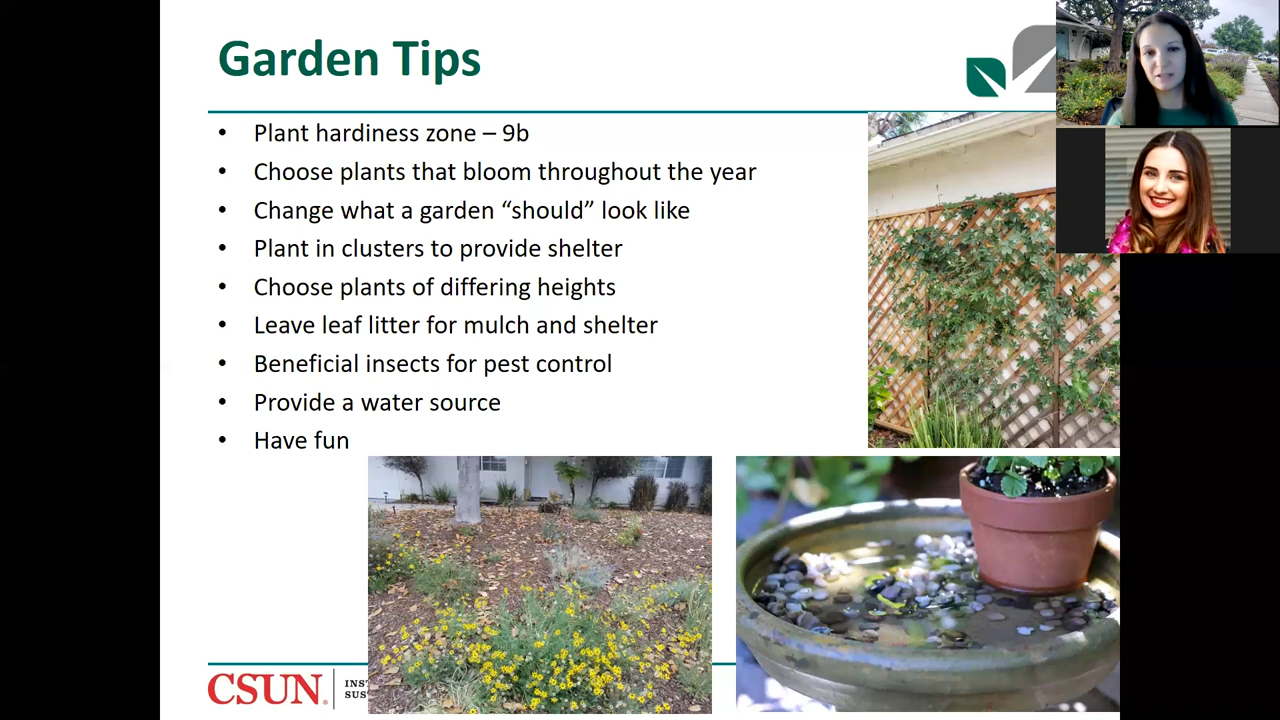 Garden Tips
• Plant hardiness zone – 9b
• Choose plants that bloom throughout the year
• Change what a garden “should” look like
• Plant in clusters to provide shelter
• Choose plants of differing heights
• Leave leaf litter for mulch and shelter
• Beneficial insects for pest control
• Provide a water source
• Have fun
CSUN